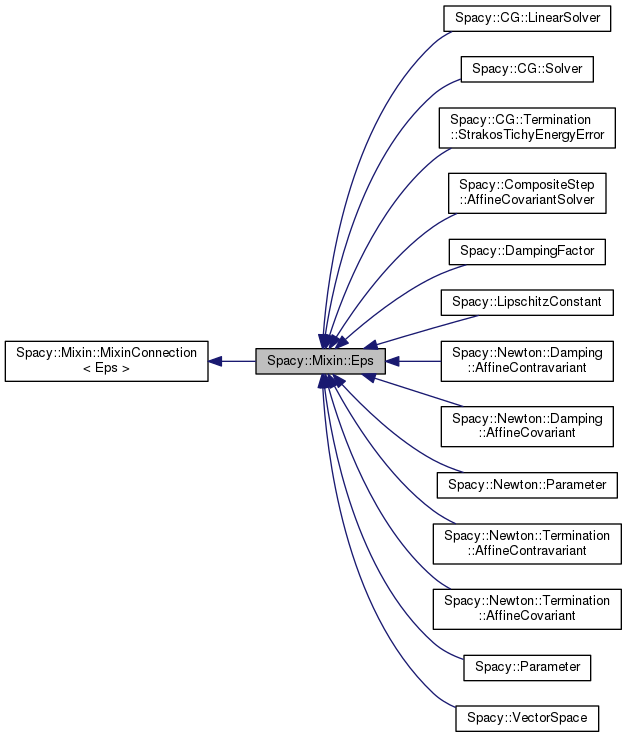 Spacy::CG::LinearSolver
Spacy::CG::Solver
Spacy::CG::Termination
::StrakosTichyEnergyError
Spacy::CompositeStep
::AffineCovariantSolver
Spacy::DampingFactor
Spacy::LipschitzConstant
Spacy::Mixin::MixinConnection
< Eps >
Spacy::Mixin::Eps
Spacy::Newton::Damping
::AffineContravariant
Spacy::Newton::Damping
::AffineCovariant
Spacy::Newton::Parameter
Spacy::Newton::Termination
::AffineContravariant
Spacy::Newton::Termination
::AffineCovariant
Spacy::Parameter
Spacy::VectorSpace